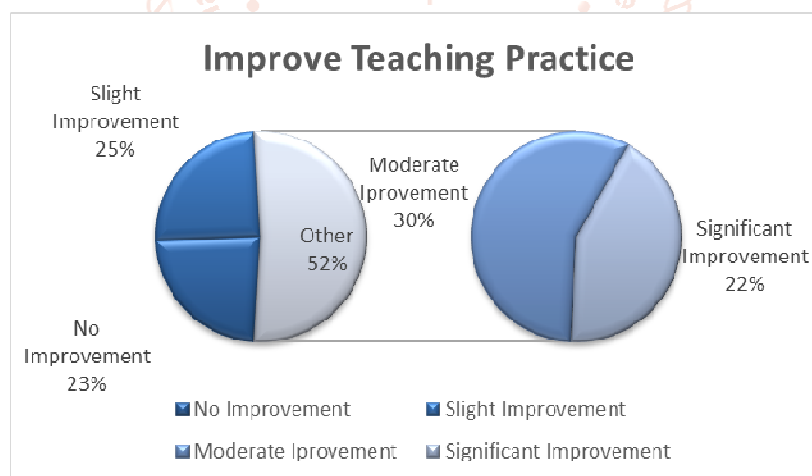 Improve Teaching Practice
Slight
Improvement
25%
Other
52%
No
Improvement
23%
Moderate
Iprovement
30%
Significant
Improvement
22%
No Improvement
Slight Improvement
Moderate Iprovement
Significant Improvement